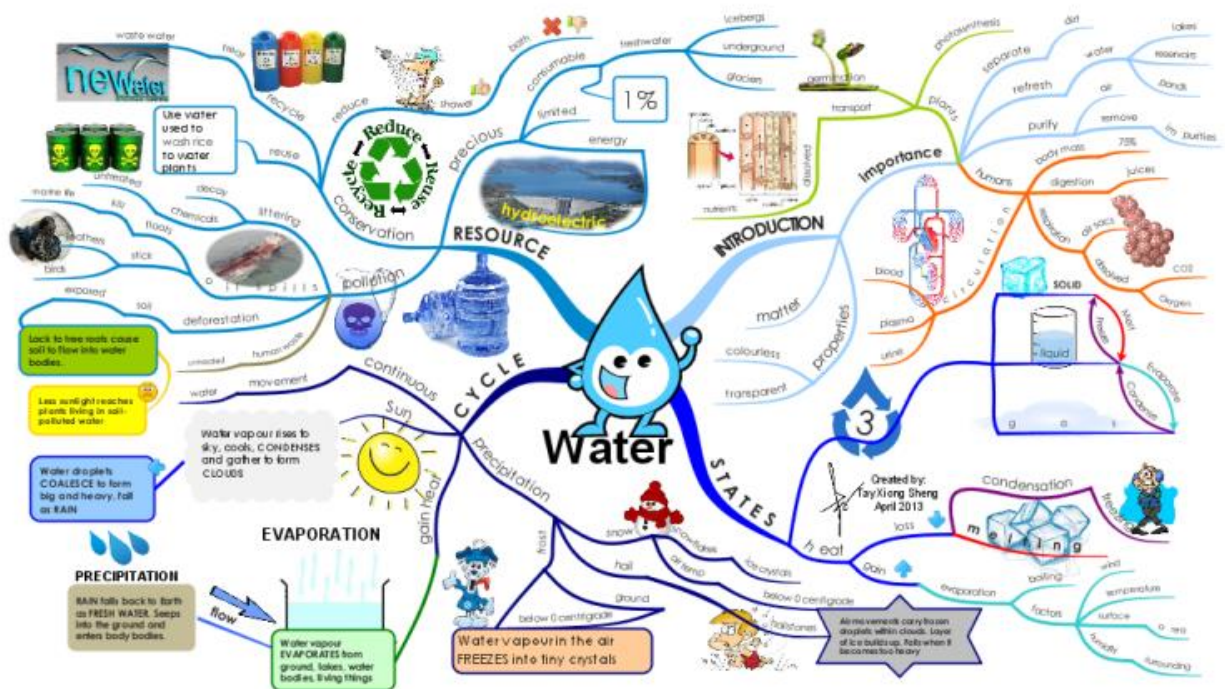 Water
INTRODUCTION
importance
plants
photosynthesis
germination
transport
dissolved
nutrients
separate
dirt
refresh
water
lakes
reservoirs
ponds
purify
air
remove
im purities
humans
body mass
75%
digestion
juices
respiration
air sacs
dissolved
CO2
oxygen
circulation
blood
plasma
urine
matter
properties
colourless
transparent
STATES
3
SOLID
liquid
g a s
Melt
Freeze
Evaporate
Condense
Created by:
Tay Xiong Sheng
April 2013
heat
loss
condensation
freezing
melting
gain
evaporation
boiling
factors
wind
temperature
surface
area
humidity
surrounding
CYCLE
continuous
movement
water
Sun
precipitation
snow
snowflakes
ice crystals
hail
air temp
below 0 centigrade
hailstones
Air movements carry frozen
droplets within clouds. Layer
of ice builds up. Falls when it
becomes too heavy
frost
ground
below 0 centigrade
Water vapour in the air
FREEZES into tiny crystals
gain heat
EVAPORATION
Water vapour
EVAPORATES from
ground, lakes, water
bodies, living things
flow
Water vapour rises to
sky, cools, CONDENSES
and gather to form
CLOUDS
Water droplets
COALESCE to form
big and heavy, fall
as RAIN
PRECIPITATION
RAIN falls back to Earth
as FRESH WATER. Seeps
into the ground and
enters body bodies.
RESOURCE
precious
consumable
freshwater
icebergs
underground
glaciers
1%
limited
energy
hydroelectric
conservation
reduce
bath
shower
Reduce
Reuse
Recycle
recycle
treat
waste water
newater
reuse
Use water
used to
wash rice
to water
plants
pollution
littering
decay
chemicals
untreated
oil spills
floats
kill
marine life
stick
feathers
birds
deforestation
soil
exposed
Lack to tree roots cause
soil to flow into water
bodies.
Less sunlight reaches
plants living in soil-
polluted water
human waste
untreated